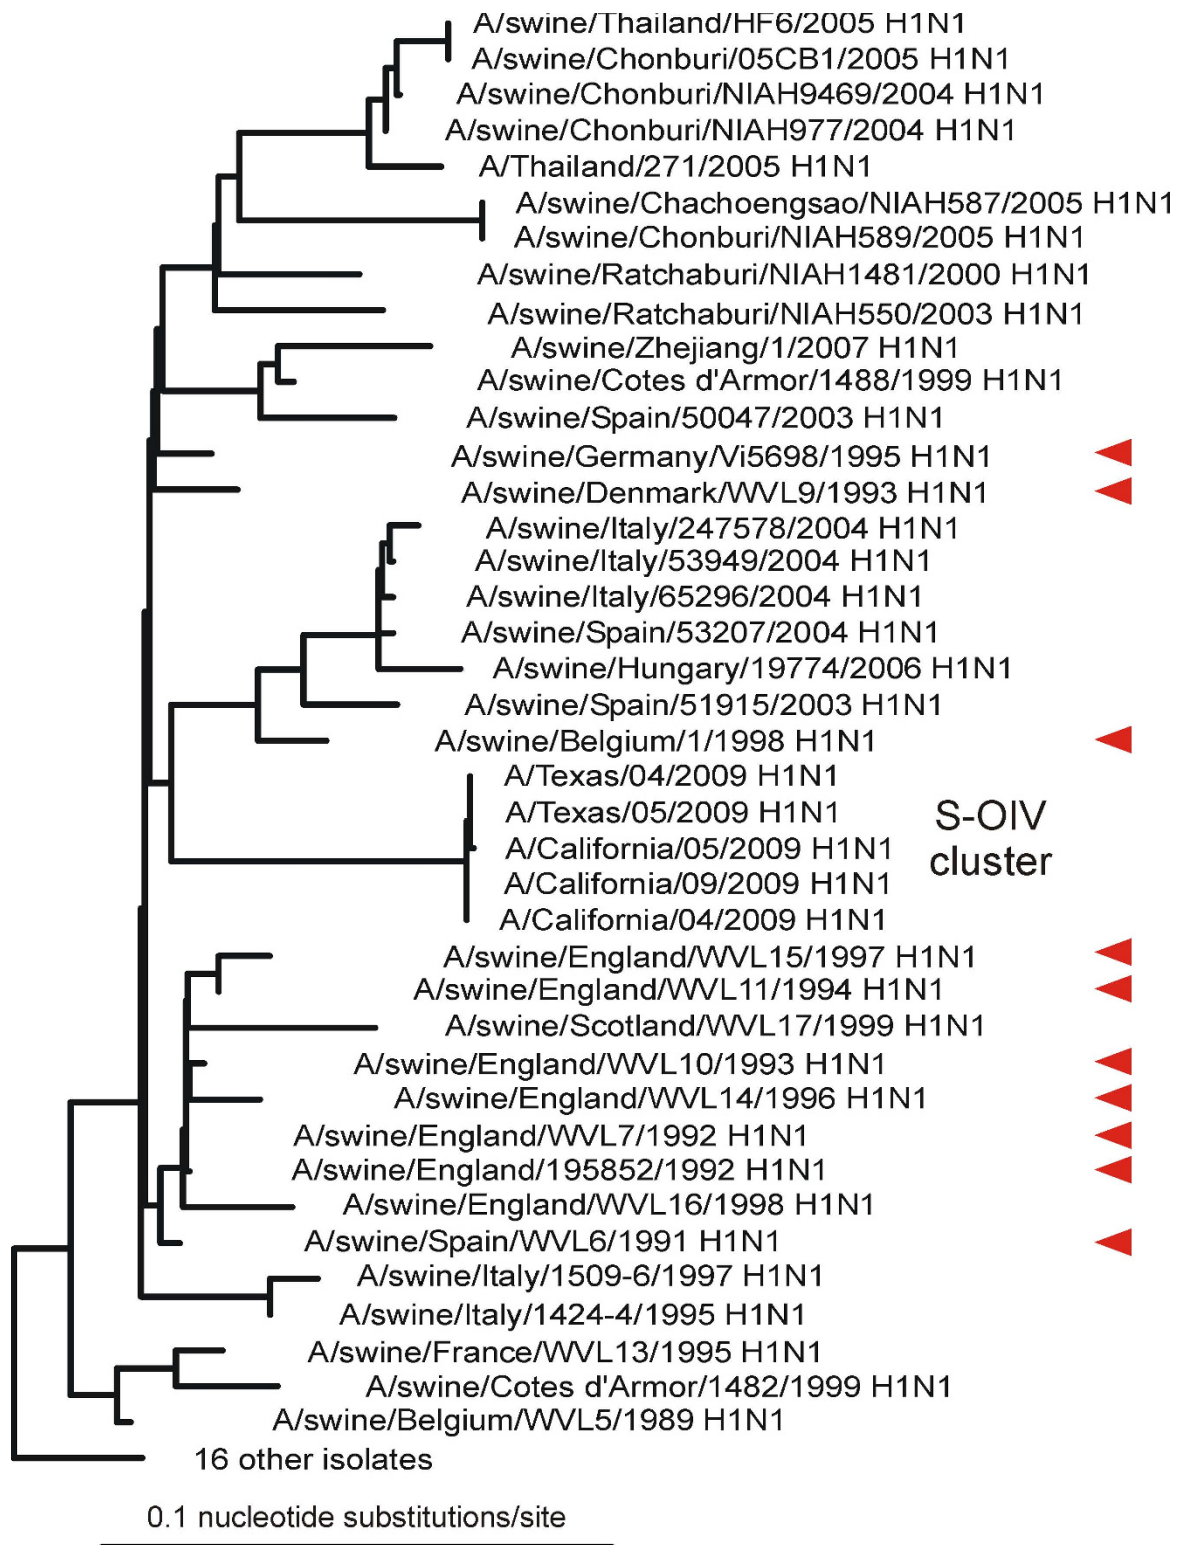 A/swine/Thailand/HF6/2005 H1N1
A/swine/Chonburi/05CB1/2005 H1N1
A/swine/Chonburi/NIAH9469/2004 H1N1
A/swine/Chonburi/NIAH977/2004 H1N1
A/Thailand/271/2005 H1N1
A/swine/Chachoengsao/NIAH587/2005 H1N1
A/swine/Chonburi/NIAH589/2005 H1N1
A/swine/Ratchaburi/NIAH1481/2000 H1N1
A/swine/Ratchaburi/NIAH550/2003 H1N1
A/swine/Zhejiang/1/2007 H1N1
A/swine/Cotes d'Armor/1488/1999 H1N1
A/swine/Spain/50047/2003 H1N1
A/swine/Germany/Vi5698/1995 H1N1
A/swine/Denmark/WVL9/1993 H1N1
A/swine/Italy/247578/2004 H1N1
A/swine/Italy/53949/2004 H1N1
A/swine/Italy/65296/2004 H1N1
A/swine/Spain/53207/2004 H1N1
A/swine/Hungary/19774/2006 H1N1
A/swine/Spain/51915/2003 H1N1
A/swine/Belgium/1/1998 H1N1
A/Texas/04/2009 H1N1
A/Texas/05/2009 H1N1
A/California/05/2009 H1N1
A/California/09/2009 H1N1
A/California/04/2009 H1N1
S-OIV
cluster
A/swine/England/WVL15/1997 H1N1
A/swine/England/WVL11/1994 H1N1
A/swine/Scotland/WVL17/1999 H1N1
A/swine/England/WVL10/1993 H1N1
A/swine/England/WVL14/1996 H1N1
A/swine/England/WVL7/1992 H1N1
A/swine/England/195852/1992 H1N1
A/swine/England/WVL16/1998 H1N1
A/swine/Spain/WVL6/1991 H1N1
A/swine/Italy/1509-6/1997 H1N1
A/swine/Italy/1424-4/1995 H1N1
A/swine/France/WVL13/1995 H1N1
A/swine/Cotes d'Armor/1482/1999 H1N1
A/swine/Belgium/WVL5/1989 H1N1
16 other isolates
0.1 nucleotide substitutions/site